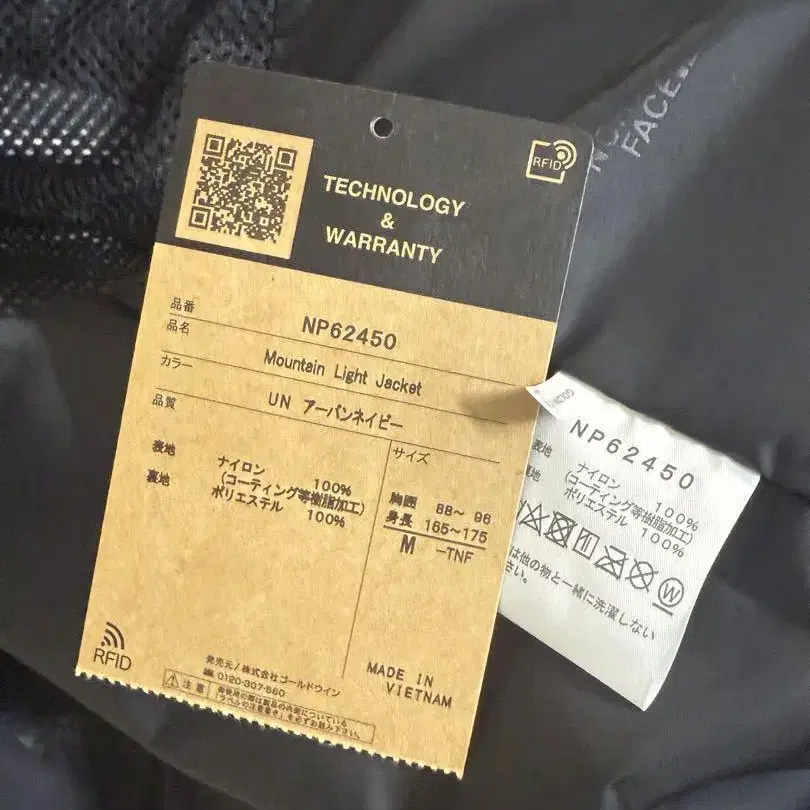 RFID
TECHNOLOGY
&
WARRANTY
品番 NP62450
品名 Mountain Light Jacket
カラー UN アーバンネイビー
品質
サイズ
表地 ナイロン 100%
(コーティング等樹脂加工)
裏地 ポリエステル 100%
胸囲 88~ 96
身長 165~175
M -TNF
RFID
発売元/株式会社ゴールドウイン
0120-307-560
MADE IN
VIETNAM
注意
FACE
NP62450
表地 ナイロン 100%
(コーティング等樹脂加工)
ポリエステル 100%
W
は他の物と一緒に洗濯しない
さい。